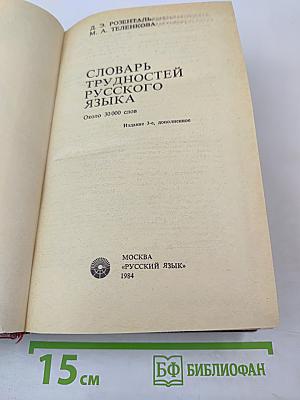 Д. Э. РОЗЕНТАЛЬ,
М. А. ТЕЛЕНКОВА
СЛОВАРЬ
ТРУДНОСТЕЙ
РУССКОГО
ЯЗЫКА
Около 30 000 слов
Издание 3-е, дополненное
МОСКВА
«РУССКИЙ ЯЗЫК»
1984
15 см
БФ БИБЛИОФАН